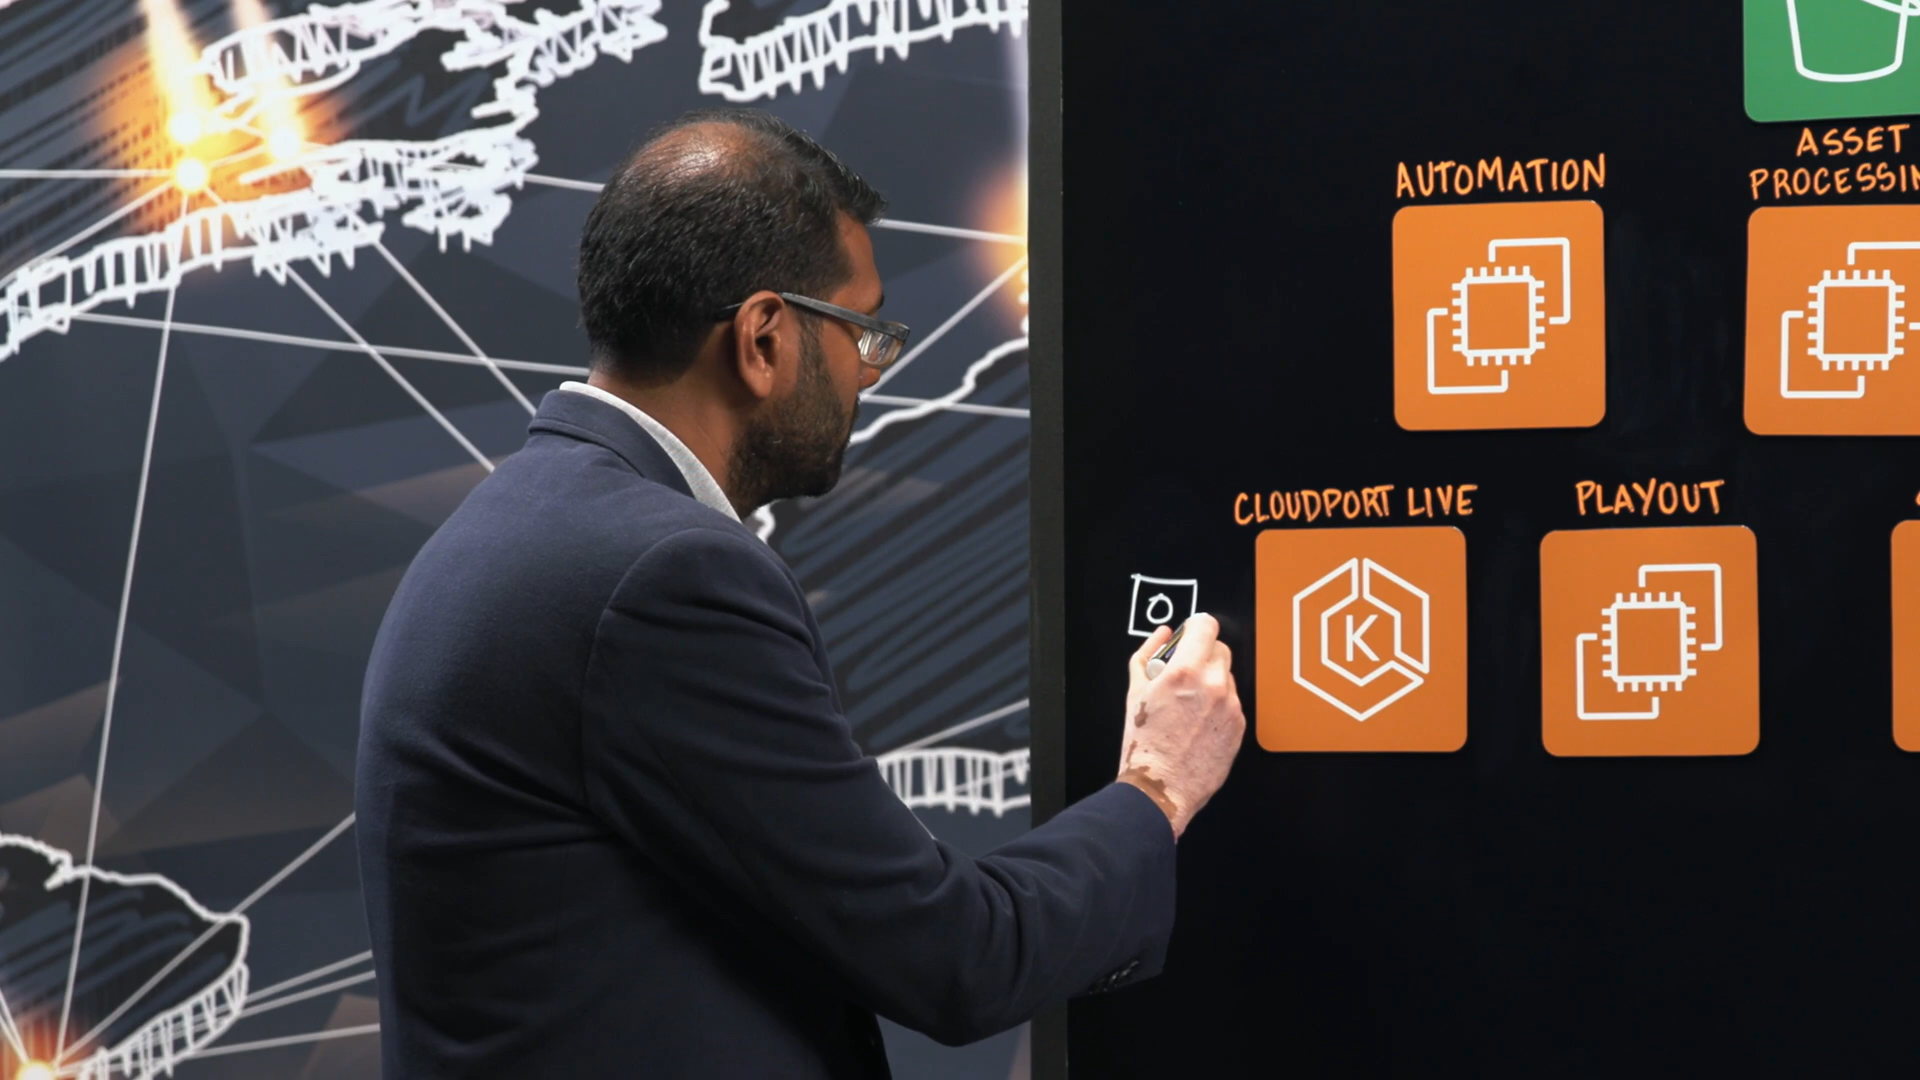 ASSET
PROCESSIN
AUTOMATION
CLOUDPORT LIVE
PLAYOUT
K